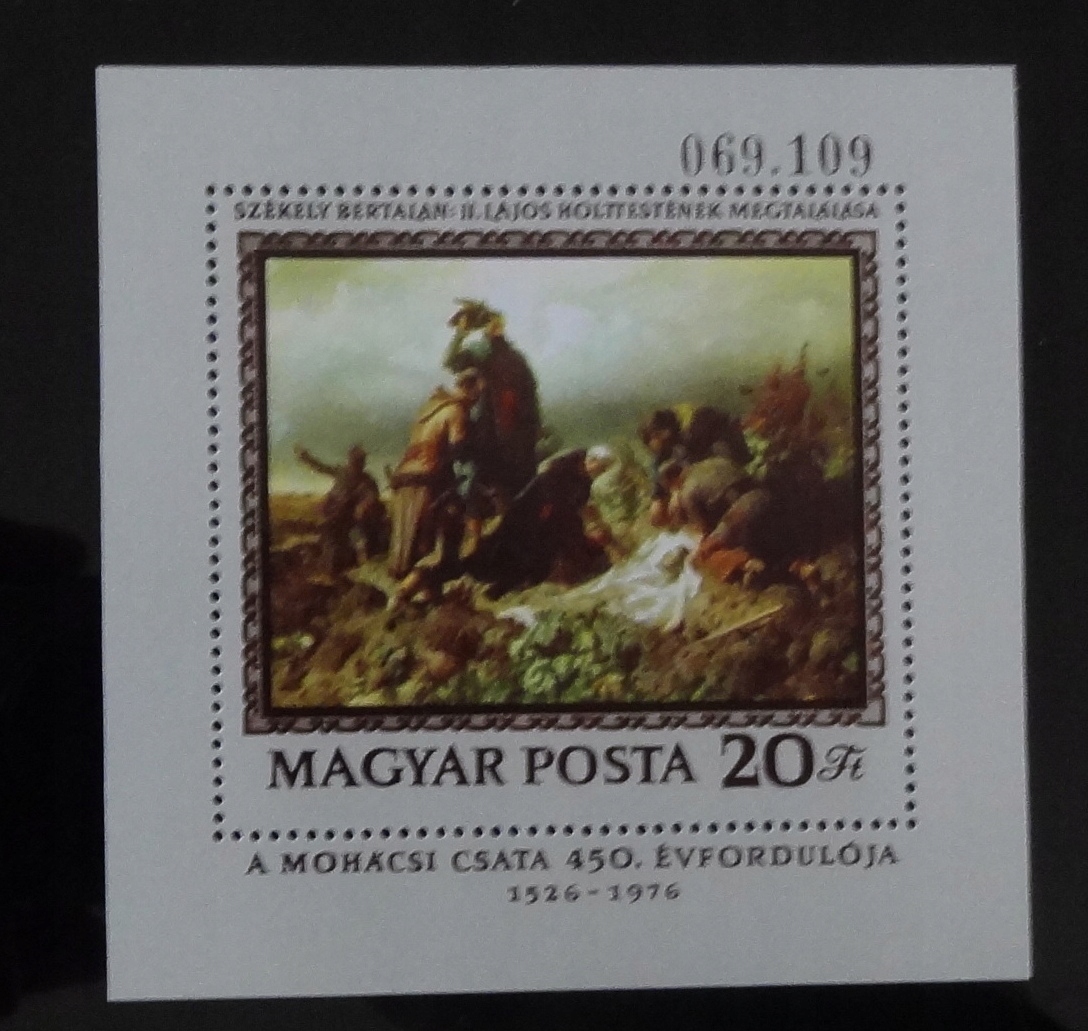 069.109
SZÉKELY BERTALAN: II. LAJOS HOLTTESTÉNEK MEGTALÁLÁSA
MAGYAR POSTA 20 Ft
A MOHÁCSI CSATA 450. ÉVFORDULÓJA
1526-1976